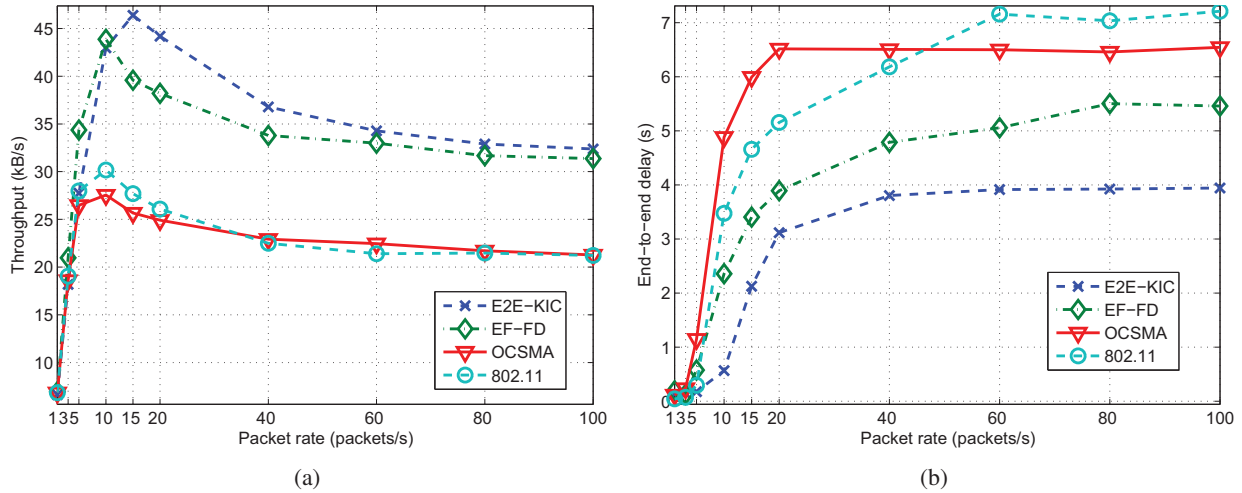 45
40
35
30
25
20
15
10
Throughput (kB/s)
1 3 5 10 15 20 40 60 80 100
Packet rate (packets/s)
E2E−KIC
EF−FD
OCSMA
802.11
(a)
7
6
5
4
3
2
1
0
End−to−end delay (s)
1 3 5 10 15 20 40 60 80 100
Packet rate (packets/s)
E2E−KIC
EF−FD
OCSMA
802.11
(b)